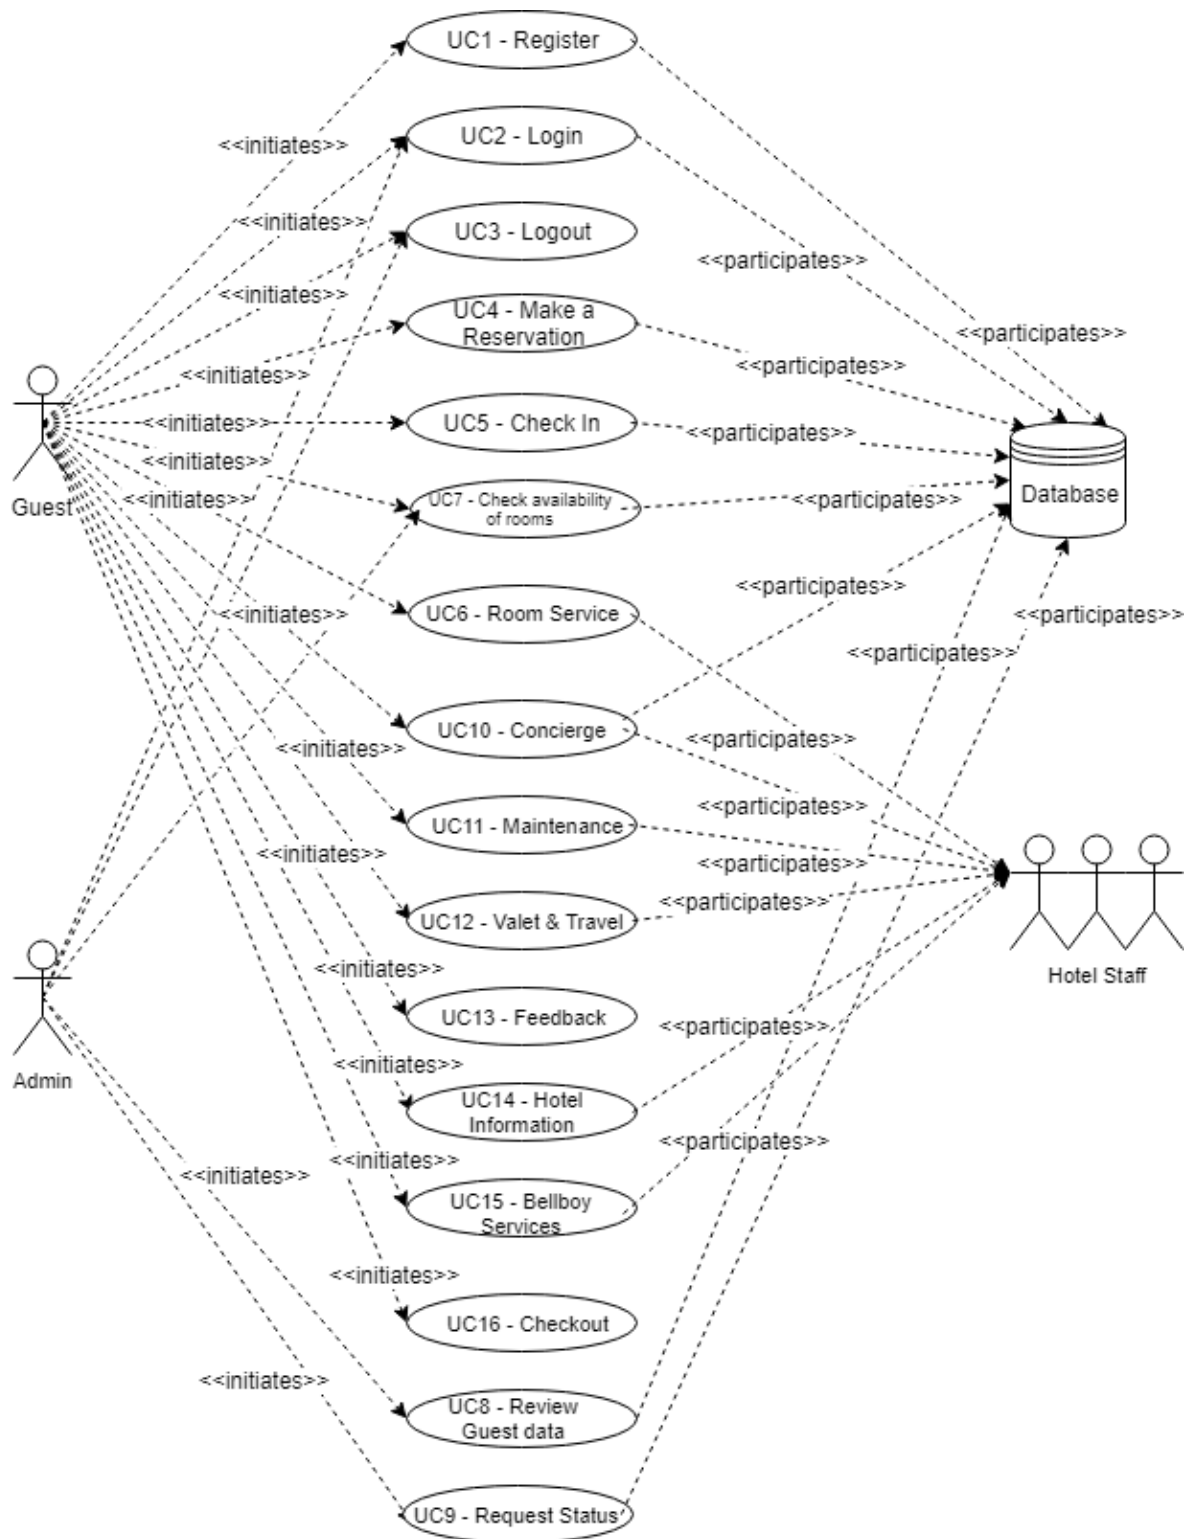 UC1 - Register
UC2 - Login
<<initiates>>
<<initiates>>
UC3 - Logout
<<participates>>
<<initiates>>
UC4 - Make a
Reservation
<<participates>>
<<participates>>
<<initiates>>
<<initiates>>
UC5 - Check In
<<participates>>
<<initiates>>
Guest
<<initiates>>
UC7 - Check availability
of rooms
<<participates>>
Database
<<participates>>
<<initiates>>
UC6 - Room Service
<<participates>>
<<participates>>
UC10 - Concierge
<<initiates>>
<<participates>>
<<participates>>
UC11 - Maintenance
<<initiates>>
<<participates>>
<<participates>>
UC12 - Valet & Travel
<<initiates>>
Hotel Staff
UC13 - Feedback
<<participates>>
<<initiates>>
Admin
UC14 - Hotel
Information
<<participates>>
<<initiates>>
<<initiates>>
UC15 - Bellboy
Services
<<initiates>>
UC16 - Checkout
<<initiates>>
UC8 - Review
Guest data
UC9 - Request Status